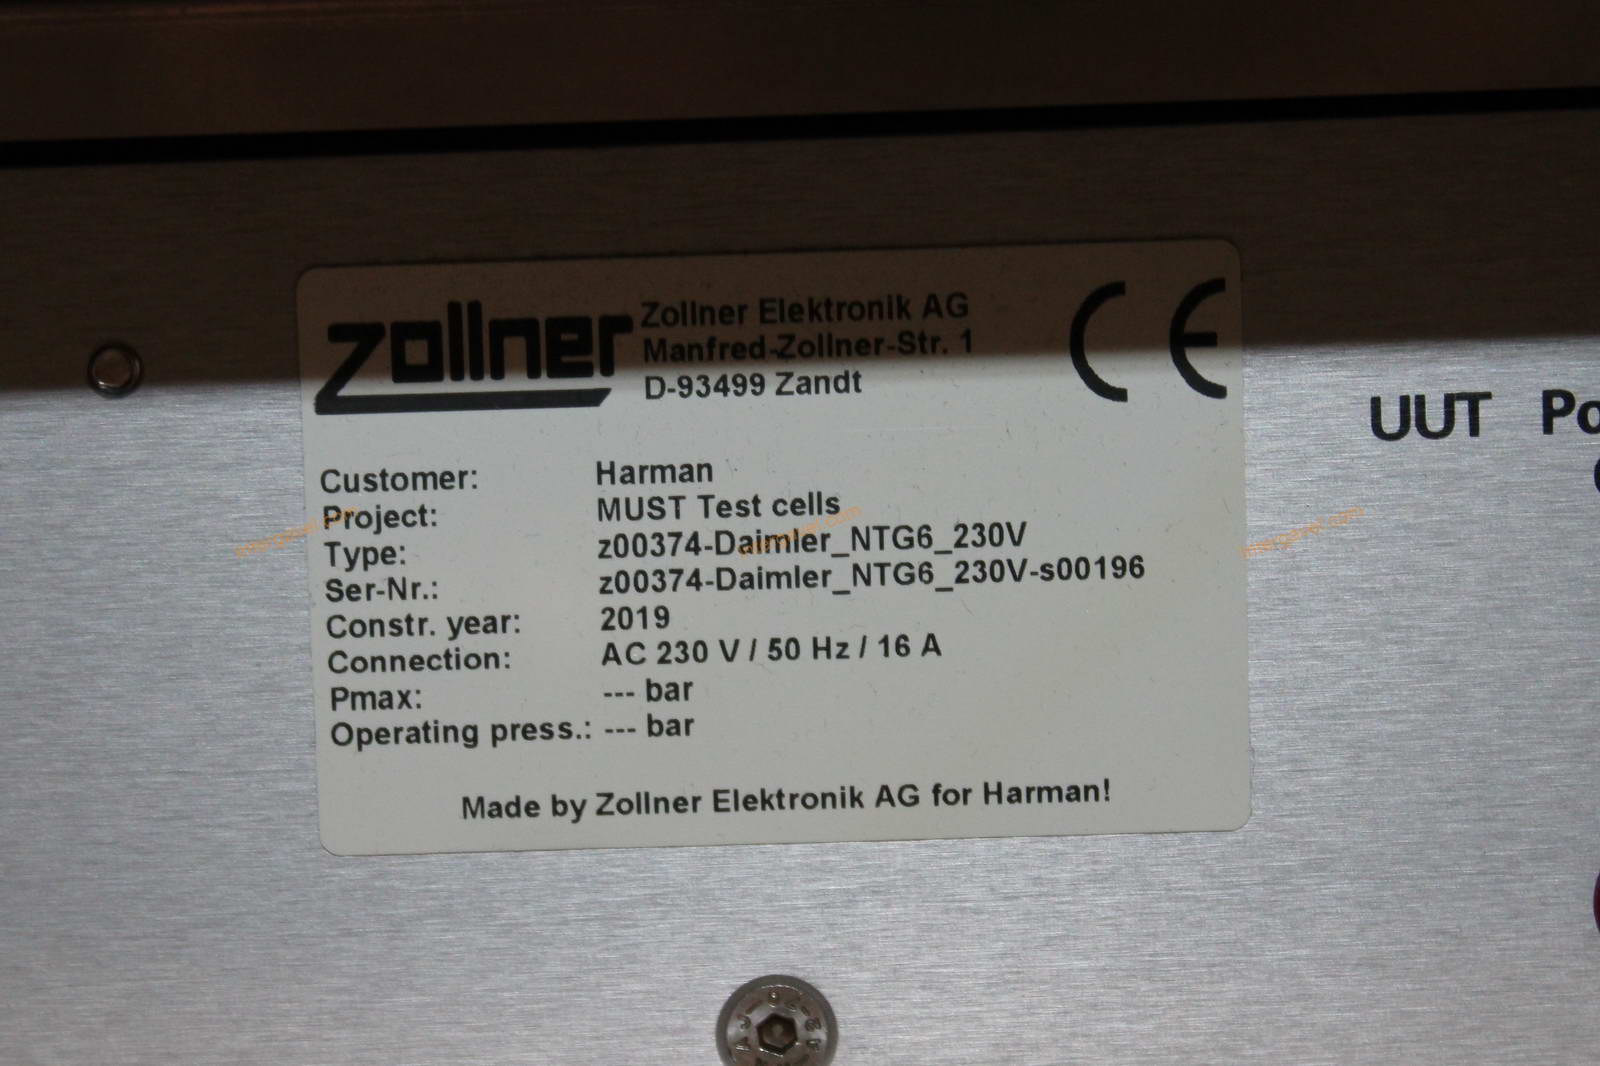 zollner
Zollner Elektronik AG
Manfred-Zollner-Str. 1
D-93499 Zandt
CE
Customer: Harman
Project: MUST Test cells
Type: z00374-Daimler_NTG6_230V
Ser-Nr.: z00374-Daimler_NTG6_230V-s00196
Constr. year: 2019
Connection: AC 230 V / 50 Hz / 16 A
Pmax: --- bar
Operating press.: --- bar
Made by Zollner Elektronik AG for Harman!
UUT Po